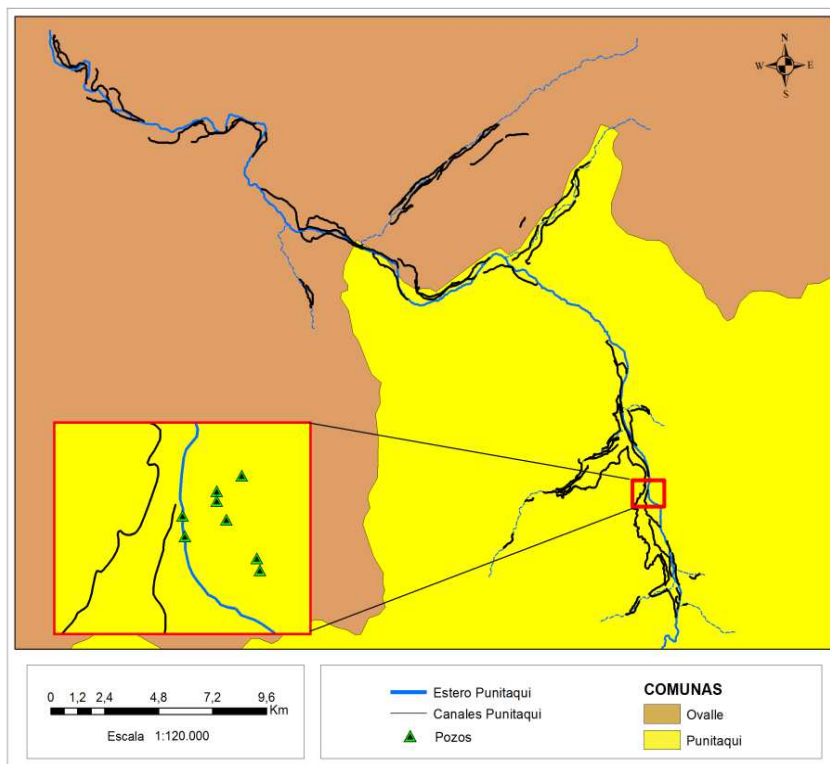 N
W E
S
0 1,2 2,4 4,8 7,2 9,6
Km
Escala 1:120.000
Estero Punitaqui
Canales Punitaqui
Pozos
COMUNAS
Ovalle
Punitaqui